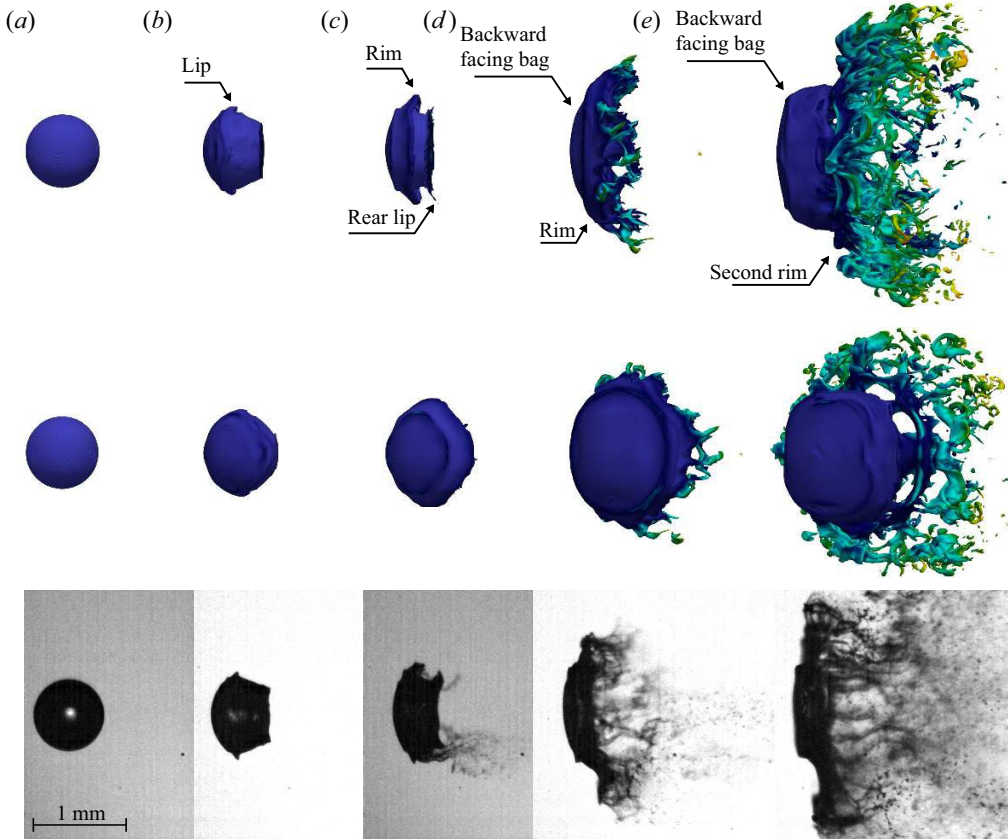 (a)
(b)
(c)
(d)
(e)
Lip
Rim
Backward
facing bag
Backward
facing bag
Rear lip
Rim
Second rim
1 mm